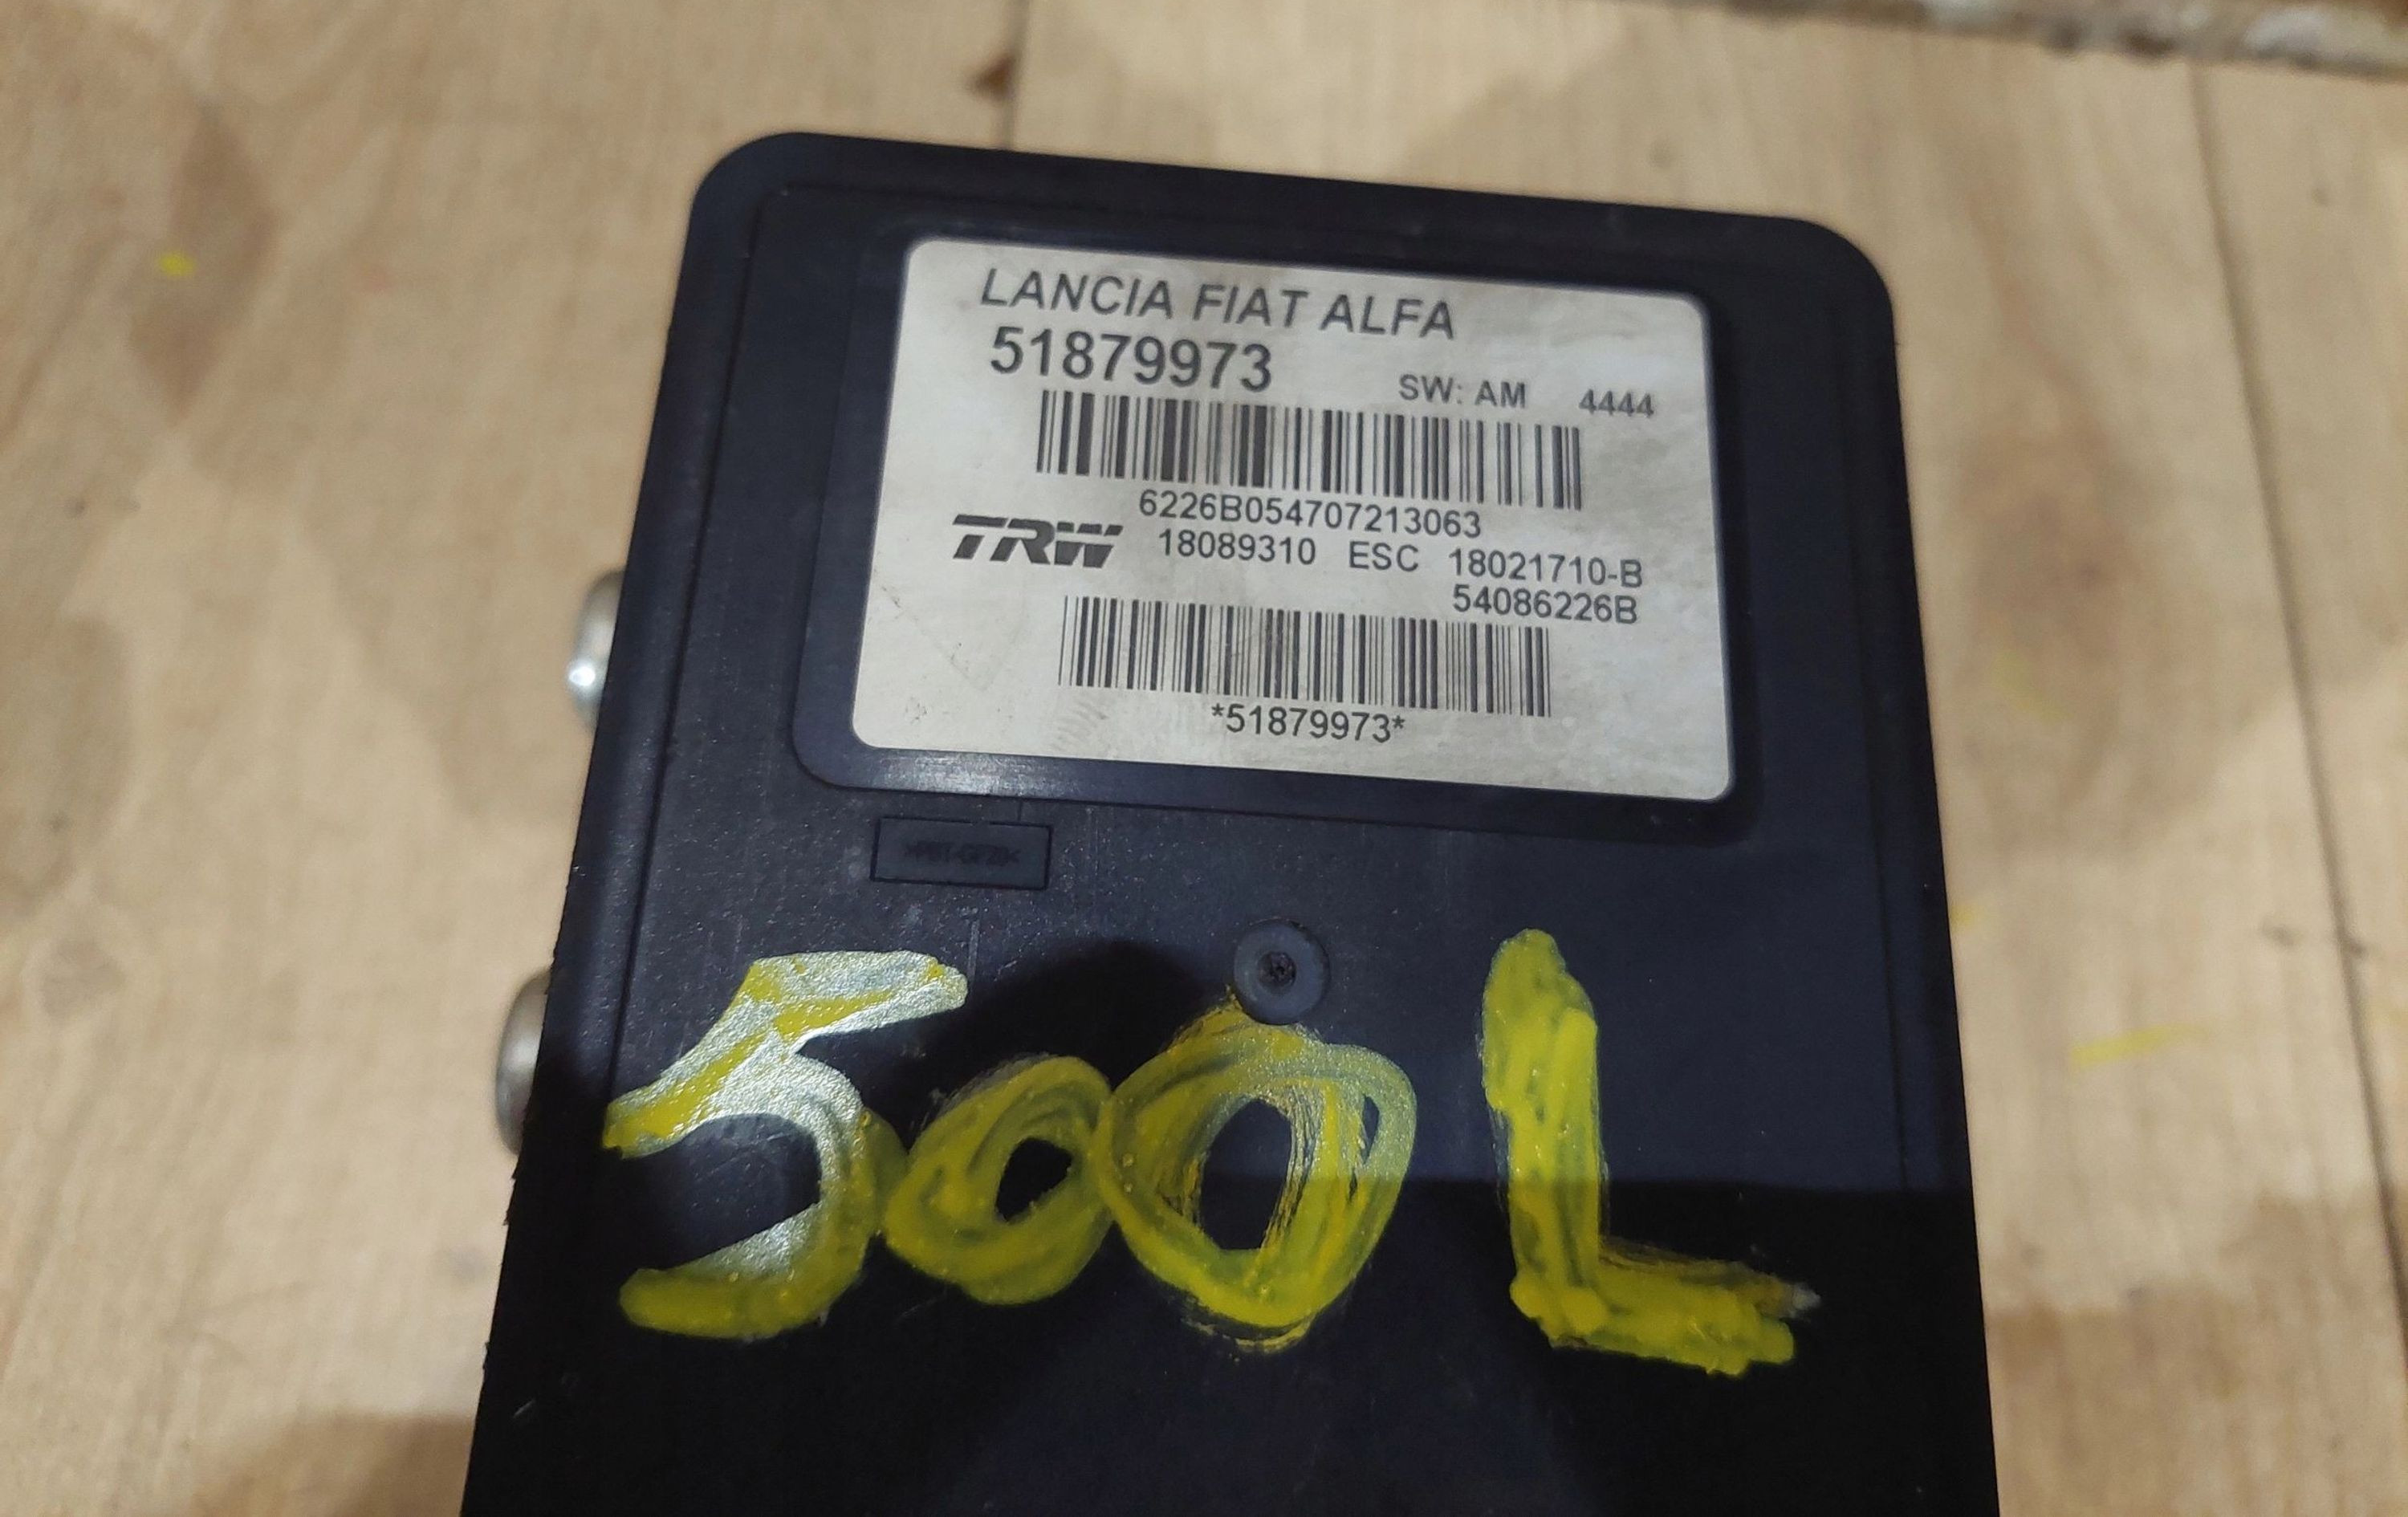 LANCIA FIAT ALFA
51879973
SW: AM 4444
6226B054707213063
TRW 18089310 ESC 18021710-B
54086226B
*51879973*
500L